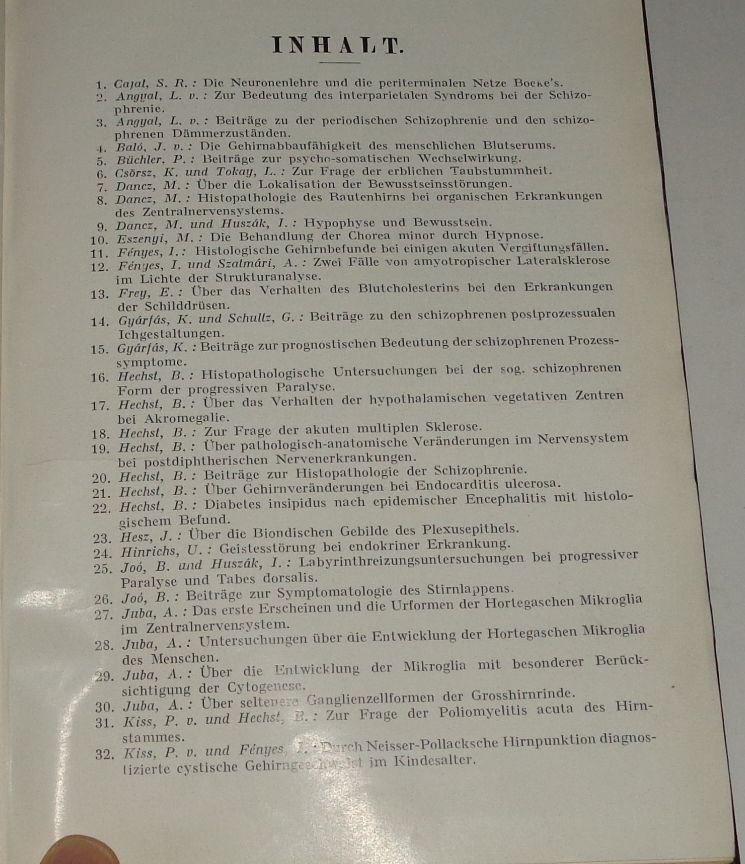 INHALT.
1. Cajal, S. R.: Die Neuronenlehre und die periterminalen Netze Boeke's.
2. Angyal, L. v.: Zur Bedeutung des interparietalen Syndroms bei der Schizo-
phrenie.
3. Angyal, L. v.: Beiträge zu der periodischen Schizophrenie und den schizo-
phrenen Dämmerzuständen.
4. Baló, J. v.: Die Gehirnabbaufähigkeit des menschlichen Blutserums.
5. Büchler, P.: Beiträge zur psycho-somatischen Wechselwirkung.
6. Csörsz, K. und Tokay, L.: Zur Frage der erblichen Taubstummheit.
7. Dancz, M.: Über die Lokalisation der Bewusstseinsstörungen.
8. Dancz, M.: Histopathologie des Rautenhirns bei organischen Erkrankungen
des Zentralnervensystems.
9. Dancz, M. und Huszák, I.: Hypophyse und Bewusstsein.
10. Eszenyi, M.: Die Behandlung der Chorea minor durch Hypnose.
11. Fényes, I.: Histologische Gehirnbefunde bei einigen akuten Vergiftungsfällen.
12. Fényes, I. und Szatmári, A.: Zwei Fälle von amyotropischer Lateralsklerose
im Lichte der Strukturanalyse.
13. Frey, E.: Über das Verhalten des Blutcholesterins bei den Erkrankungen
der Schilddrüsen.
14. Gyárfás, K. und Schultz, G.: Beiträge zu den schizophrenen postprozessualen
Ichgestaltungen.
15. Gyárfás, K.: Beiträge zur prognostischen Bedeutung der schizophrenen Prozess-
symptome.
16. Hechst, B.: Histopathologische Untersuchungen bei der sog. schizophrenen
Form der progressiven Paralyse.
17. Hechst, B.: Über das Verhalten der hypothalamischen vegetativen Zentren
bei Akromegalie.
18. Hechst, B.: Zur Frage der akuten multiplen Sklerose.
19. Hechst, B.: Über pathologisch-anatomische Veränderungen im Nervensystem
bei postdiphtherischen Nervenerkrankungen.
20. Hechst, B.: Beiträge zur Histopathologie der Schizophrenie.
21. Hechst, B.: Über Gehirnveränderungen bei Endocarditis ulcerosa.
22. Hechst, B.: Diabetes insipidus nach epidemischer Encephalitis mit histolo-
gischem Befund.
23. Hesz, J.: Über die Biondischen Gebilde des Plexusepithels.
24. Hinrichs, U.: Geistesstörung bei endokriner Erkrankung.
25. Joó, B. und Huszák, I.: Labyrinthreizungsuntersuchungen bei progressiver
Paralyse und Tabes dorsalis.
26. Joó, B.: Beiträge zur Symptomatologie des Stirnlappens.
27. Juba, A.: Das erste Erscheinen und die Urformen der Hortegaschen Mikroglia
im Zentralnervensystem.
28. Juba, A.: Untersuchungen über die Entwicklung der Hortegaschen Mikroglia
des Menschen.
29. Juba, A.: Über die Entwicklung der Mikroglia mit besonderer Berück-
sichtigung der Cytogenese.
30. Juba, A.: Über seltenere Ganglienzellformen der Grosshirnrinde.
31. Kiss, P. v. und Hechst, B.: Zur Frage der Poliomyelitis acuta des Hirn-
stammes.
32. Kiss, P. v. und Fényes, I.: Durch Neisser-Pollacksche Hirnpunktion diagnos-
tizierte cystische Gehirngeschwulst im Kindesalter.